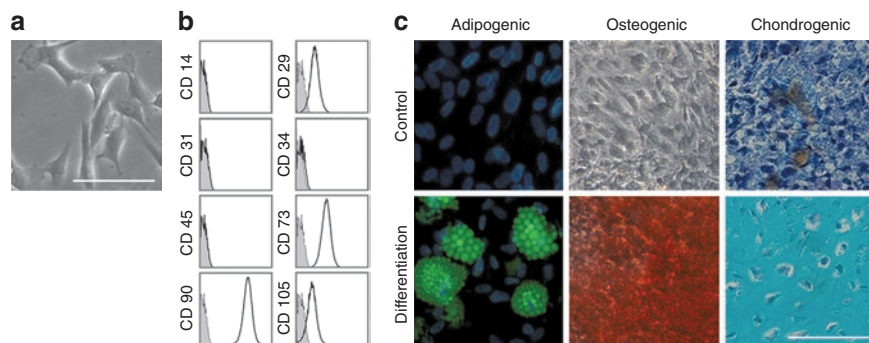 a
b
c
CD 14
CD 29
CD 31
CD 34
CD 45
CD 73
CD 90
CD 105
Adipogenic
Osteogenic
Chondrogenic
Control
Differentiation